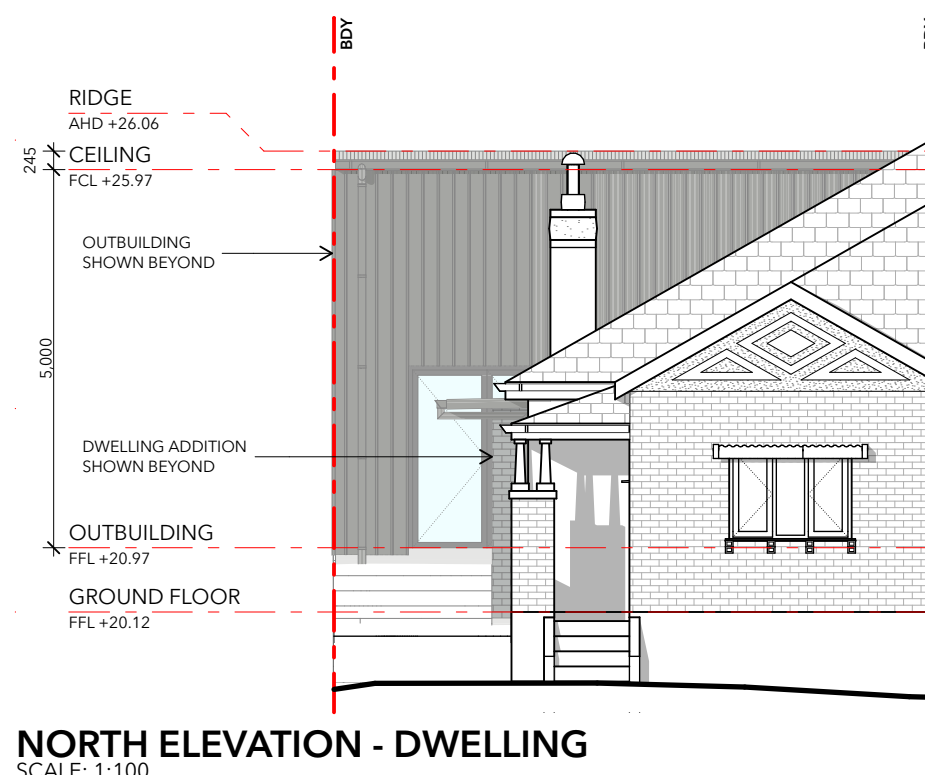 BDY
RIDGE
AHD +26.06
245
CEILING
FCL +25.97
OUTBUILDING
SHOWN BEYOND
5,000
DWELLING ADDITION
SHOWN BEYOND
OUTBUILDING
FFL +20.97
GROUND FLOOR
FFL +20.12
NORTH ELEVATION - DWELLING
SCALE: 1:100